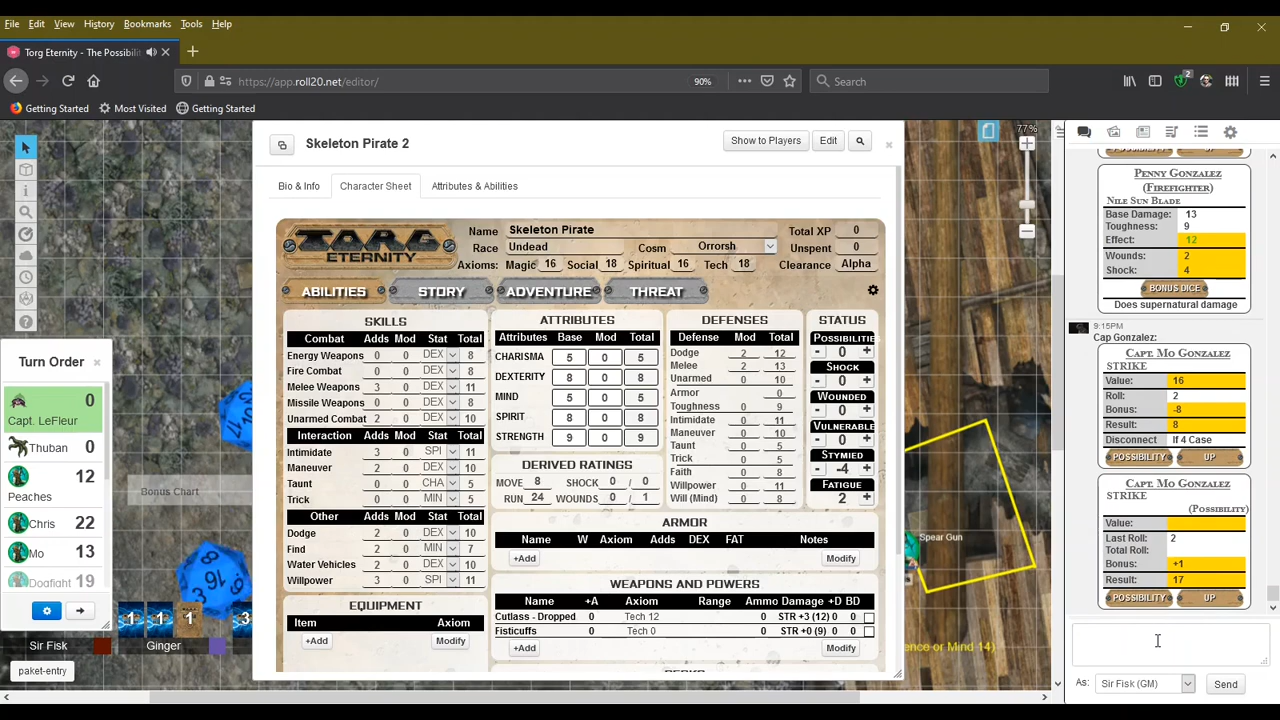 File Edit View History Bookmarks Tools Help
Torg Eternity - The Possibili
https://app.roll20.net/editor/
90%
Search
2
Getting Started Most Visited Getting Started
Skeleton Pirate 2
Show to Players
Edit
Bio & Info
Character Sheet
Attributes & Abilities
77%
TORG ETERNITY
Name Skeleton Pirate Total XP 0
Race Undead Cosm Orrorsh Unspent 0
Axioms: Magic 16 Social 18 Spiritual 16 Tech 18 Clearance Alpha
ABILITIES STORY ADVENTURE THREAT
SKILLS
Combat Adds Mod Stat Total
Energy Weapons 0 0 DEX 8
Fire Combat 0 0 DEX 8
Melee Weapons 3 0 DEX 11
Missile Weapons 0 0 DEX 8
Unarmed Combat 2 0 DEX 10
Interaction Adds Mod Stat Total
Intimidate 3 0 SPI 11
Maneuver 2 0 DEX 10
Taunt 0 0 CHA 5
Trick 0 0 MIN 5
Other Adds Mod Stat Total
Dodge 2 0 DEX 10
Find 2 0 MIN 7
Water Vehicles 2 0 DEX 10
Willpower 3 0 SPI 11
EQUIPMENT
Item Axiom
+Add Modify
ATTRIBUTES
Attributes Base Mod Total
CHARISMA 5 0 5
DEXTERITY 8 0 8
MIND 5 0 5
SPIRIT 8 0 8
STRENGTH 9 0 9
DERIVED RATINGS
MOVE 8 SHOCK 0 / 0
RUN 24 WOUNDS 0 / 1
DEFENSES
Defense Mod Total
Dodge 2 12
Melee 2 13
Unarmed 0 10
Armor 0
Toughness 0 9
Intimidate 0 11
Maneuver 0 10
Taunt 0 5
Trick 0 5
Faith 0 8
Willpower 0 11
Will (Mind) 0 8
STATUS
POSSIBILITIES
- 0 +
SHOCK
- 0 +
WOUNDED
- 0 +
VULNERABLE
- 0 +
STYMIED
- -4 +
FATIGUE
2
ARMOR
Name W Axiom Adds DEX FAT Notes
+Add Modify
WEAPONS AND POWERS
Name +A Axiom Range Ammo Damage +D BD
Cutlass - Dropped 0 Tech 12 0 STR +3 (12) 0 0
Fisticuffs 0 Tech 0 0 STR +0 (9) 0 0
+Add Modify
Turn Order
Capt. LeFleur 0
Thuban 0
Peaches 12
Chris 22
Mo 13
Dogfight 19
Bonus Chart
Spear Gun
ence or Mind 14)
1 1 1 3
Sir Fisk
Ginger
paket-entry
POSSIBILITY UP
PENNY GONZALEZ
(FIREFIGHTER)
NILE SUN BLADE
Base Damage: 13
Toughness: 9
Effect: 12
Wounds: 2
Shock: 4
BONUS DICE
Does supernatural damage
9:15PM
Cap Gonzalez:
CAPT. MO GONZALEZ
STRIKE
Value: 16
Roll: 2
Bonus: -8
Result: 8
Disconnect If 4 Case
POSSIBILITY UP
CAPT. MO GONZALEZ
STRIKE
(Possibility)
Value:
Last Roll: 2
Total Roll:
Bonus: +1
Result: 17
POSSIBILITY UP
As: Sir Fisk (GM) Send